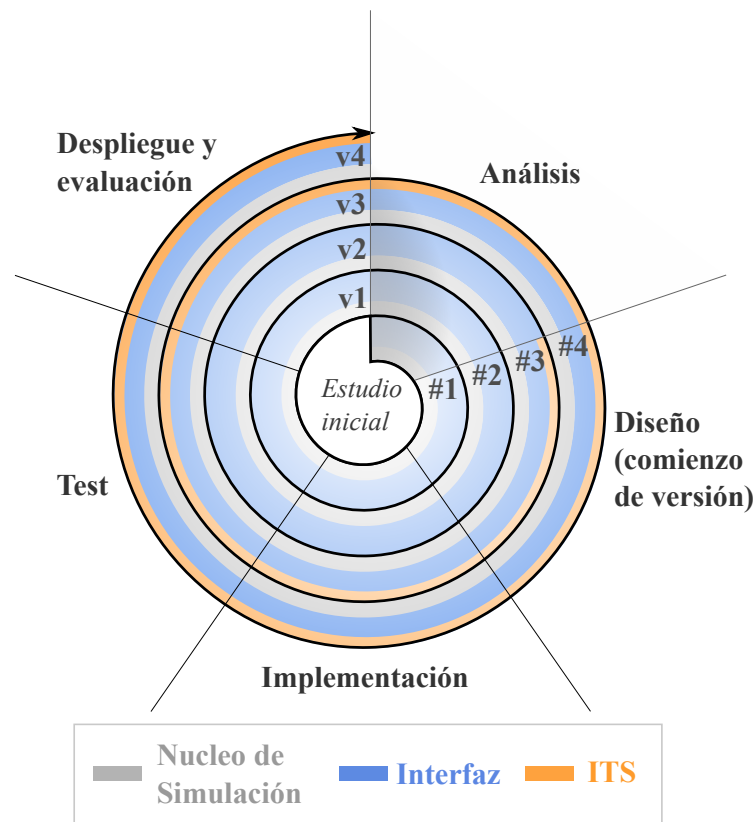 Despliegue y
evaluación
Análisis
v4
v3
v2
v1
#1
#2
#3
#4
Estudio
inicial
Diseño
(comienzo
de versión)
Test
Implementación
Nucleo de
Simulación
Interfaz
ITS